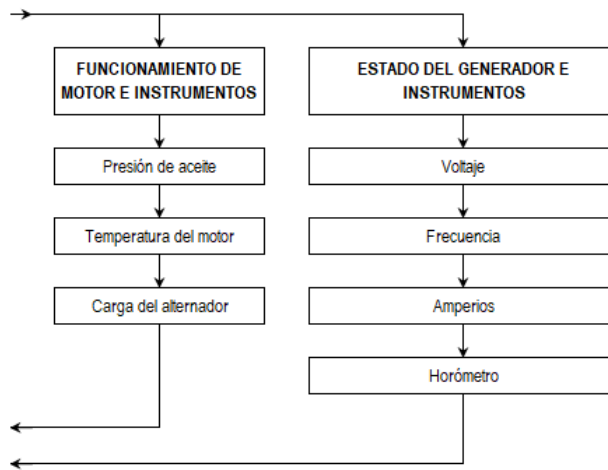 FUNCIONAMIENTO DE
MOTOR E INSTRUMENTOS
Presión de aceite
Temperatura del motor
Carga del alternador
ESTADO DEL GENERADOR E
INSTRUMENTOS
Voltaje
Frecuencia
Amperios
Horómetro